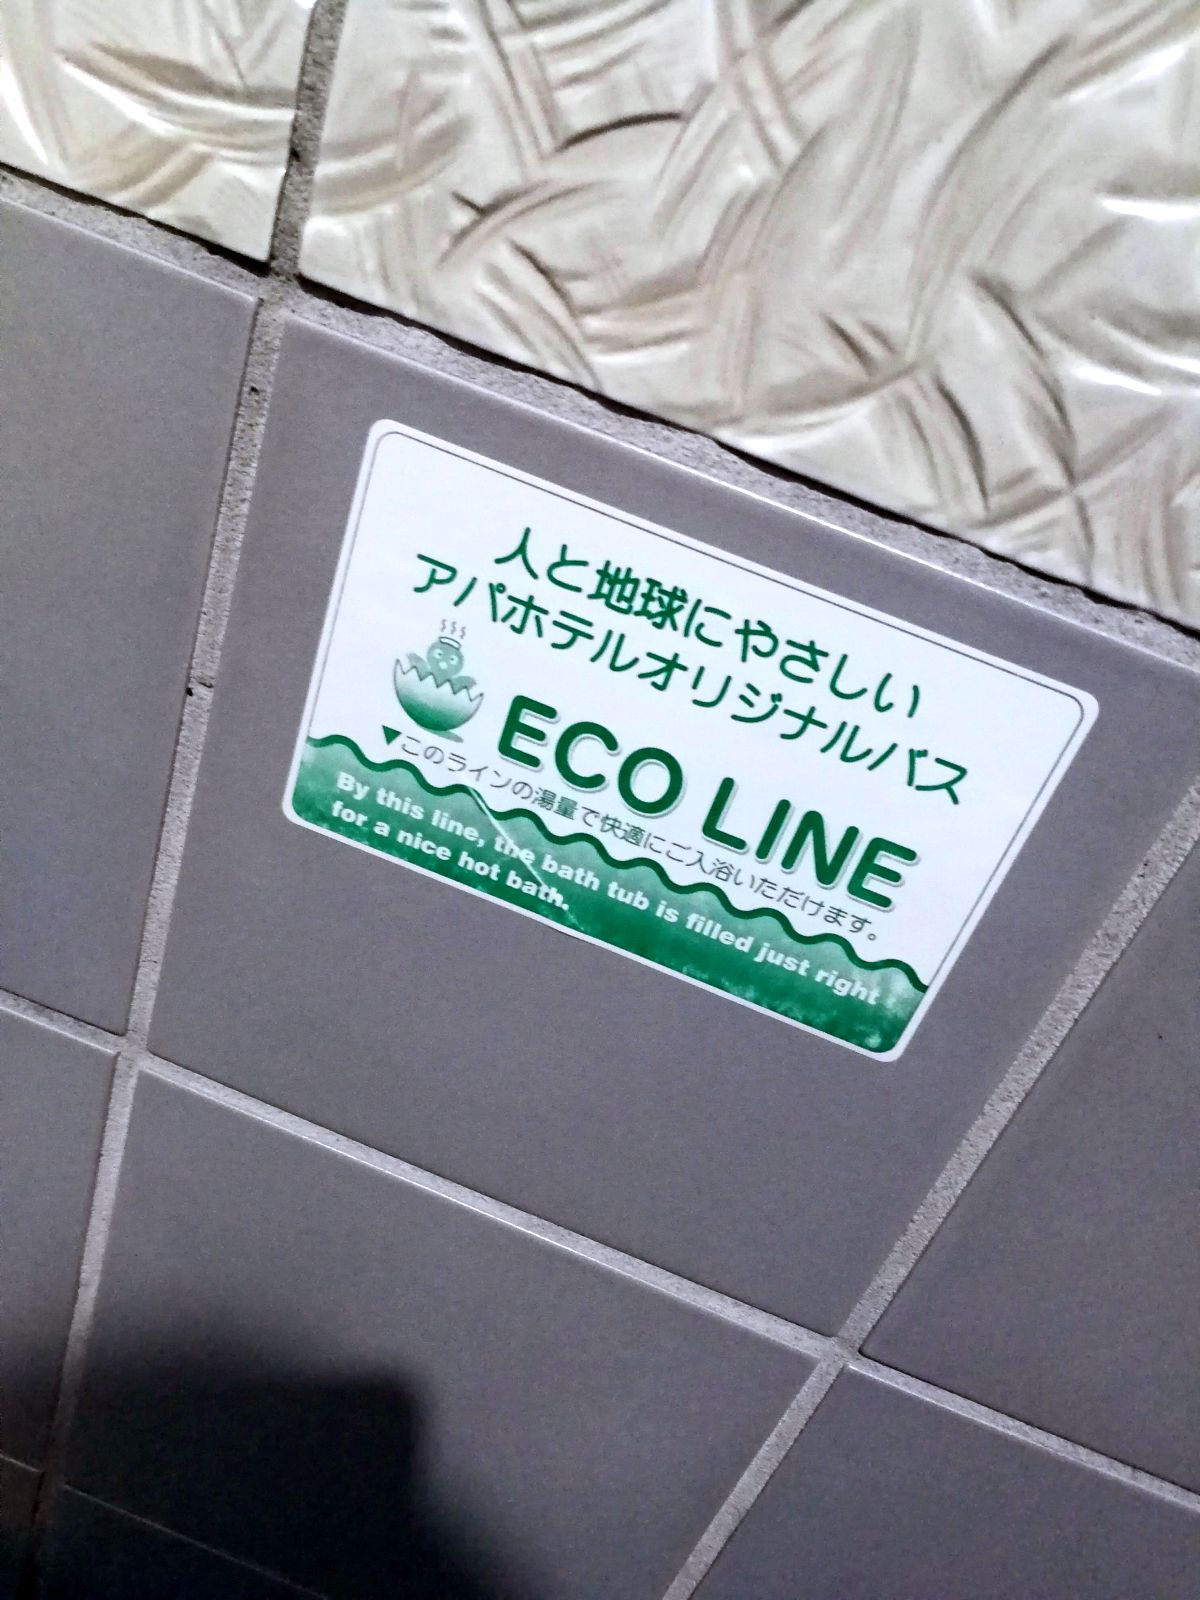 人と地球にやさしい
アパホテルオリジナルバス
ECO LINE
▼このラインの湯量で快適にご入浴いただけます。
By this line, the bath tub is filled just right
for a nice hot bath.